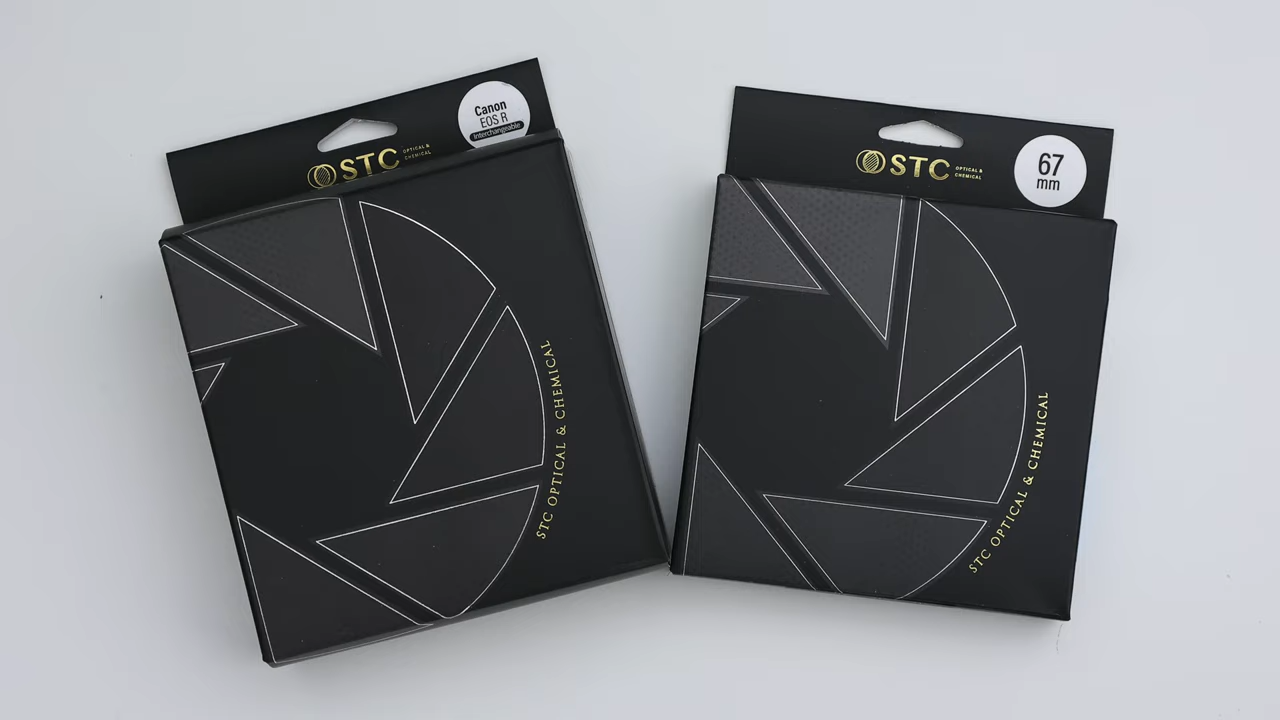 Canon
EOS R
Interchangeable
STC OPTICAL &
CHEMICAL
STC OPTICAL & CHEMICAL
67
mm
STC OPTICAL &
CHEMICAL
STC OPTICAL & CHEMICAL